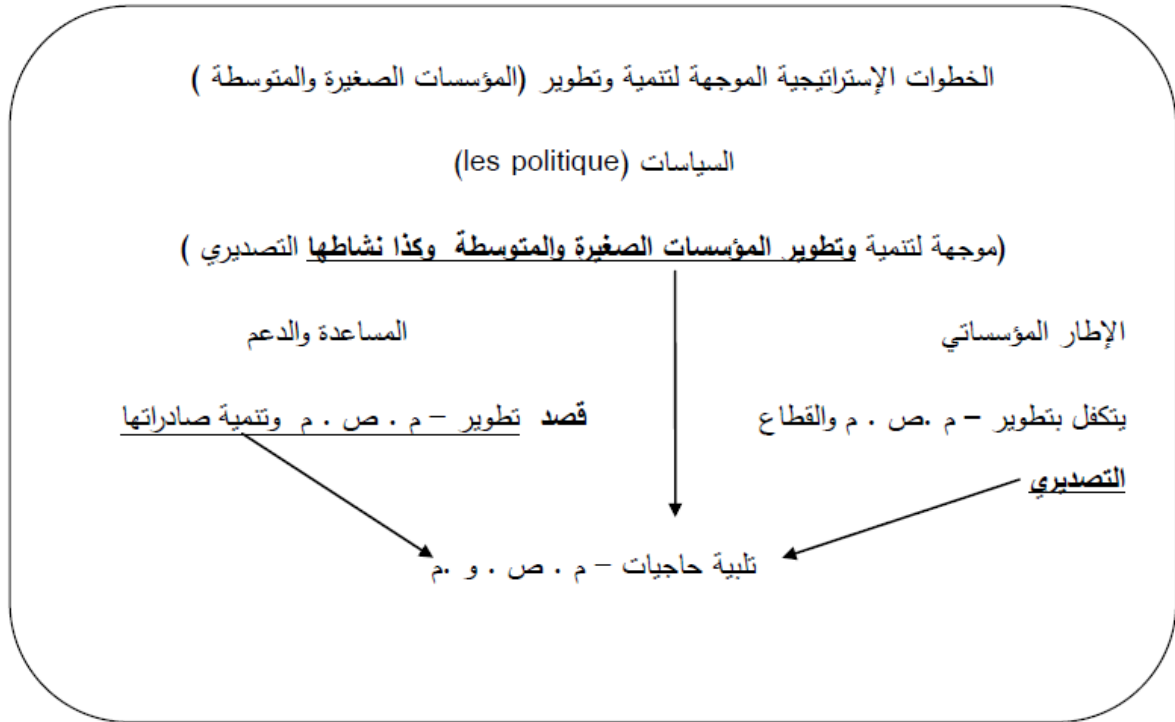 الخطوات الإستراتيجية الموجهة لتنمية وتطوير (المؤسسات الصغيرة والمتوسطة )
السياسات (les politique)
(موجهة لتنمية وتطوير المؤسسات الصغيرة والمتوسطة وكذا نشاطها التصديري )
الإطار المؤسساتي
المساعدة والدعم
يتكفل بتطوير – م .ص . م والقطاع
قصد تطوير – م . ص . م وتنمية صادراتها
التصديري
تلبية حاجيات – م . ص . و .م